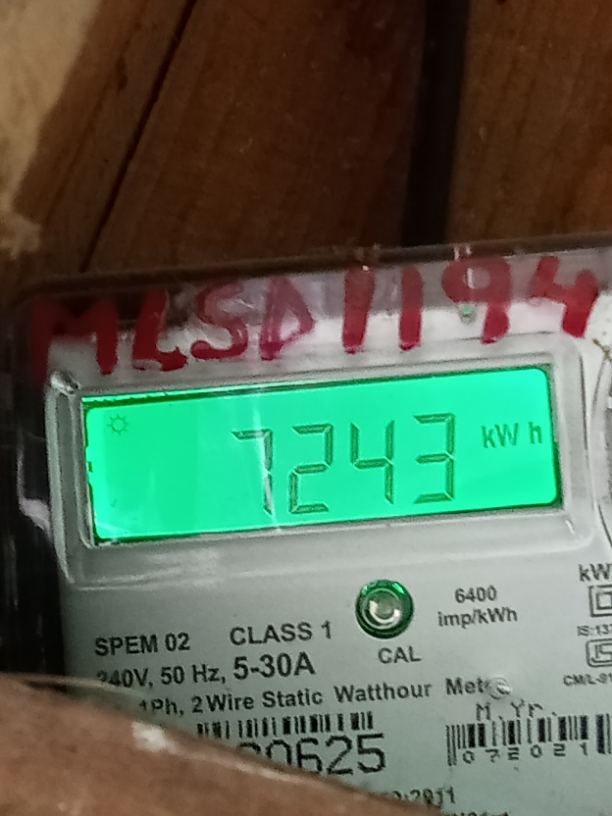 MLSD1194
7243 kWh
6400
imp/kWh
kW
SPEM 02 CLASS 1
CAL
240V, 50 Hz, 5-30A
1Ph, 2 Wire Static Watthour
M Yr.
0625
072021